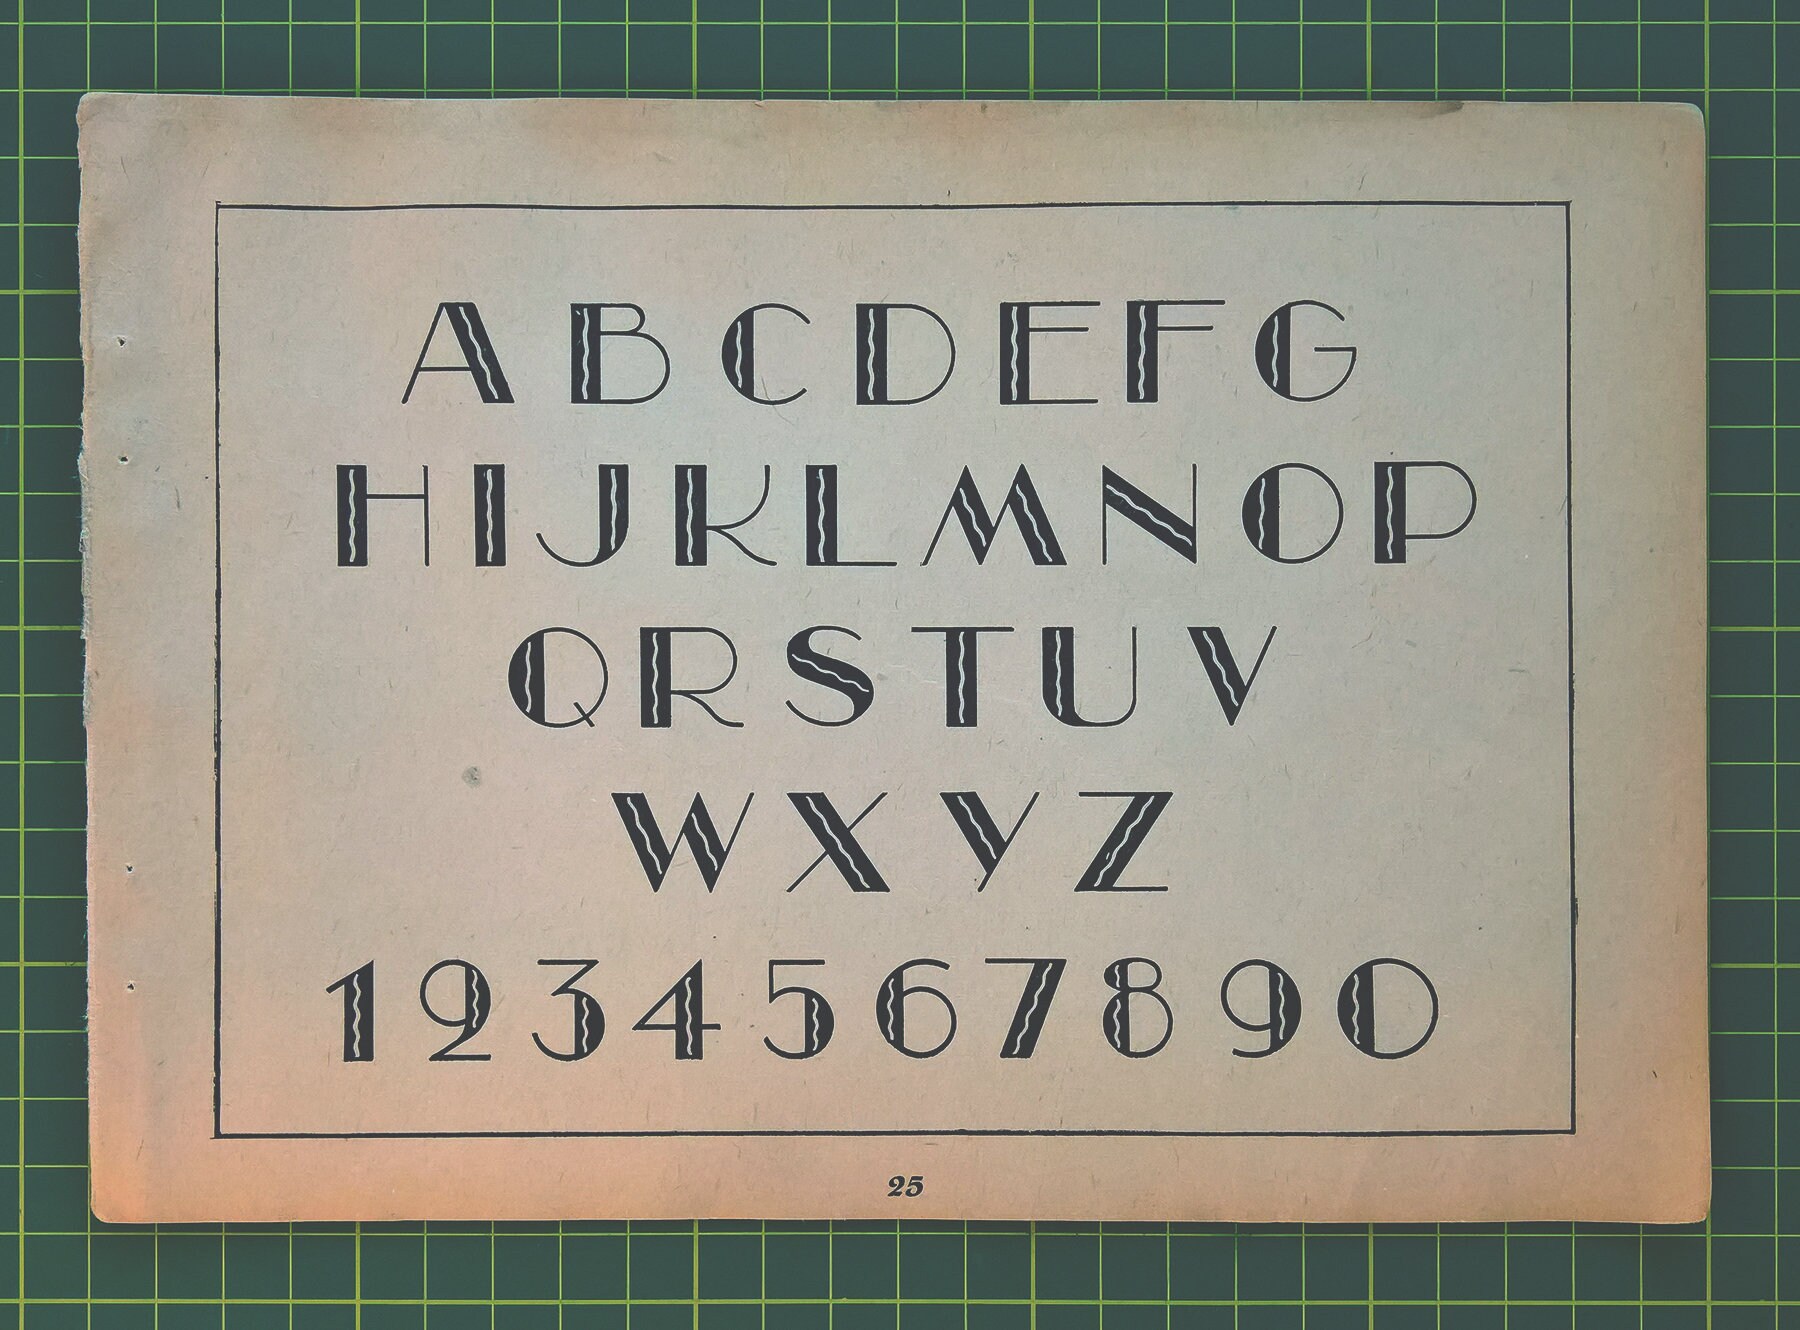 ABCDEFG
HIJKLMNOP
QRSTUV
WXYZ
1234567890
25